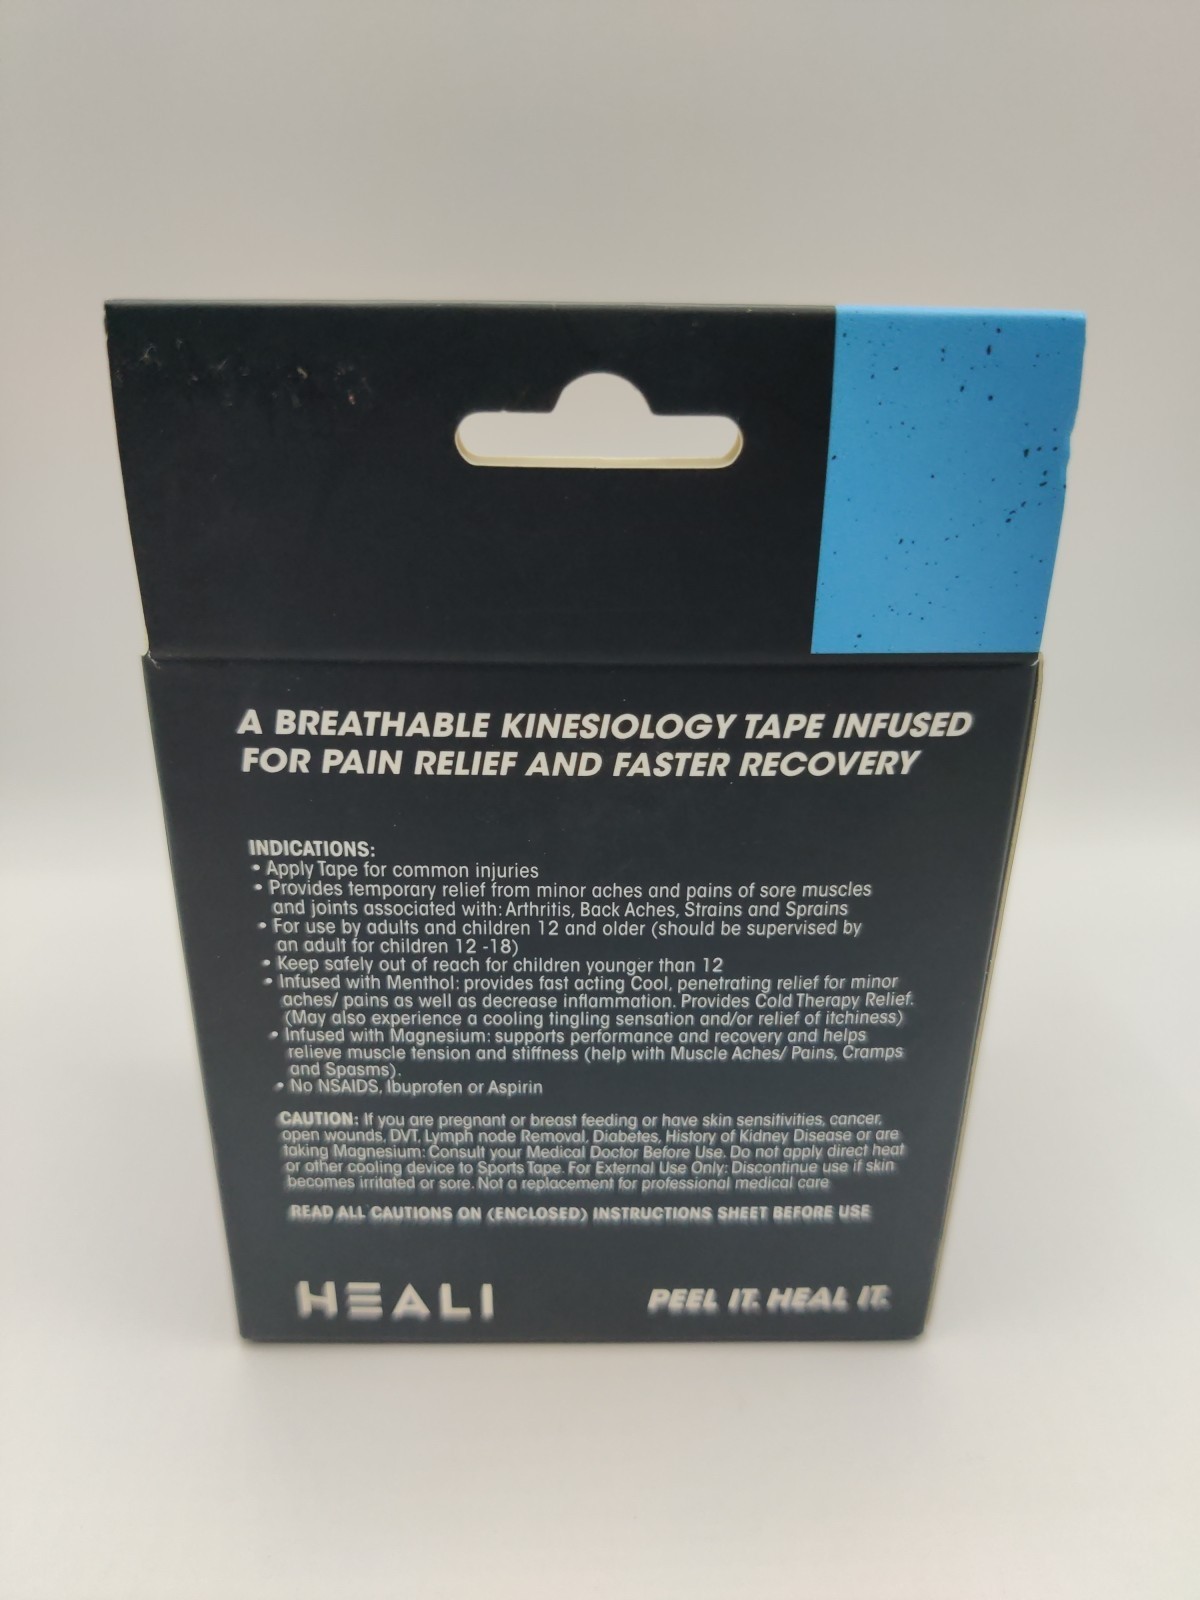 A BREATHABLE KINESIOLOGY TAPE INFUSED
FOR PAIN RELIEF AND FASTER RECOVERY
INDICATIONS:
• Apply Tape for common injuries
• Provides temporary relief from minor aches and pains of sore muscles
and joints associated with: Arthritis, Back Aches, Strains and Sprains
• For use by adults and children 12 and older (should be supervised by
an adult for children 12 -18)
• Keep safely out of reach for children younger than 12
• Infused with Menthol: provides fast acting Cool, penetrating relief for minor
aches/ pains as well as decrease inflammation. Provides Cold Therapy Relief.
(May also experience a cooling tingling sensation and/or relief of itchiness)
• Infused with Magnesium: supports performance and recovery and helps
relieve muscle tension and stiffness (help with Muscle Aches/ Pains, Cramps
and Spasms).
• No NSAIDS, Ibuprofen or Aspirin
CAUTION: If you are pregnant or breast feeding or have skin sensitivities, cancer,
open wounds, DVT, Lymph node Removal, Diabetes, History of Kidney Disease or are
taking Magnesium: Consult your Medical Doctor Before Use. Do not apply direct heat
or other cooling device to Sports Tape. For External Use Only: Discontinue use if skin
becomes irritated or sore. Not a replacement for professional medical care
READ ALL CAUTIONS ON (ENCLOSED) INSTRUCTIONS SHEET BEFORE USE
HEALI
PEEL IT. HEAL IT.